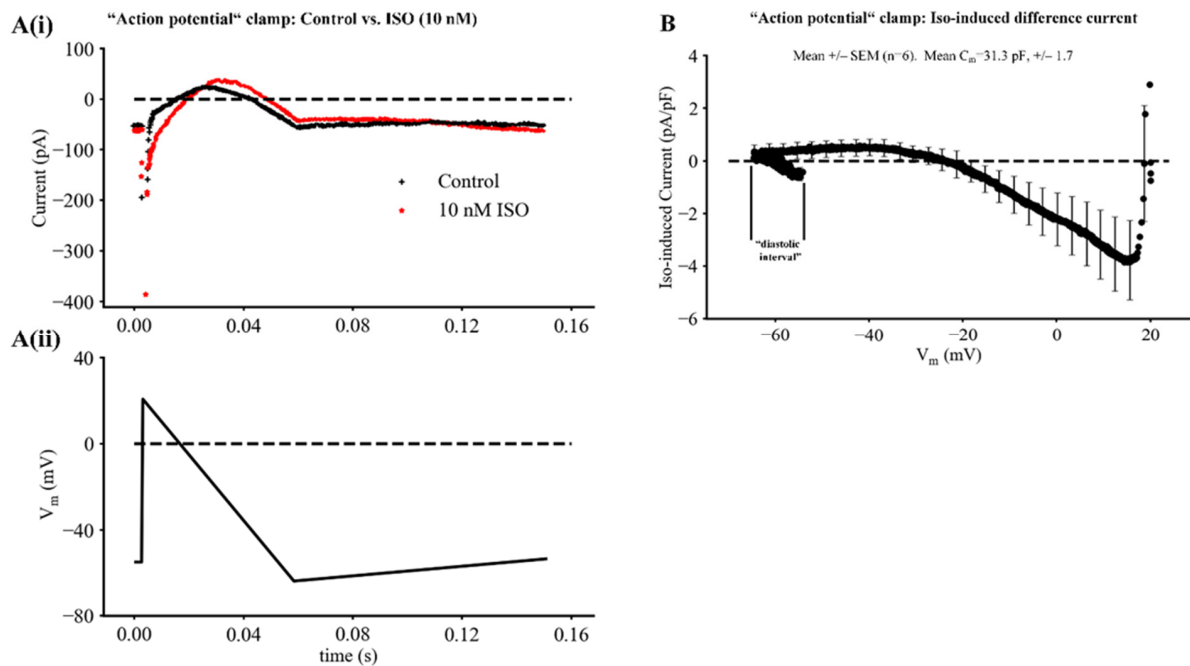 “Action potential“ clamp: Control vs. ISO (10 nM)
A(i)
100
0
−100
−200
−300
−400
Current (pA)
Control
10 nM ISO
0.00
0.04
0.08
0.12
0.16
A(ii)
40
0
−40
−80
Vm (mV)
0.00
0.04
0.08
0.12
0.16
time (s)
B
“Action potential“ clamp: Iso-induced difference current
Mean +/− SEM (n=6). Mean Cm=31.3 pF, +/− 1.7
4
2
0
−2
−4
−6
Iso-induced Current (pA/pF)
“diastolic
interval”
−60
−40
−20
0
20
Vm (mV)